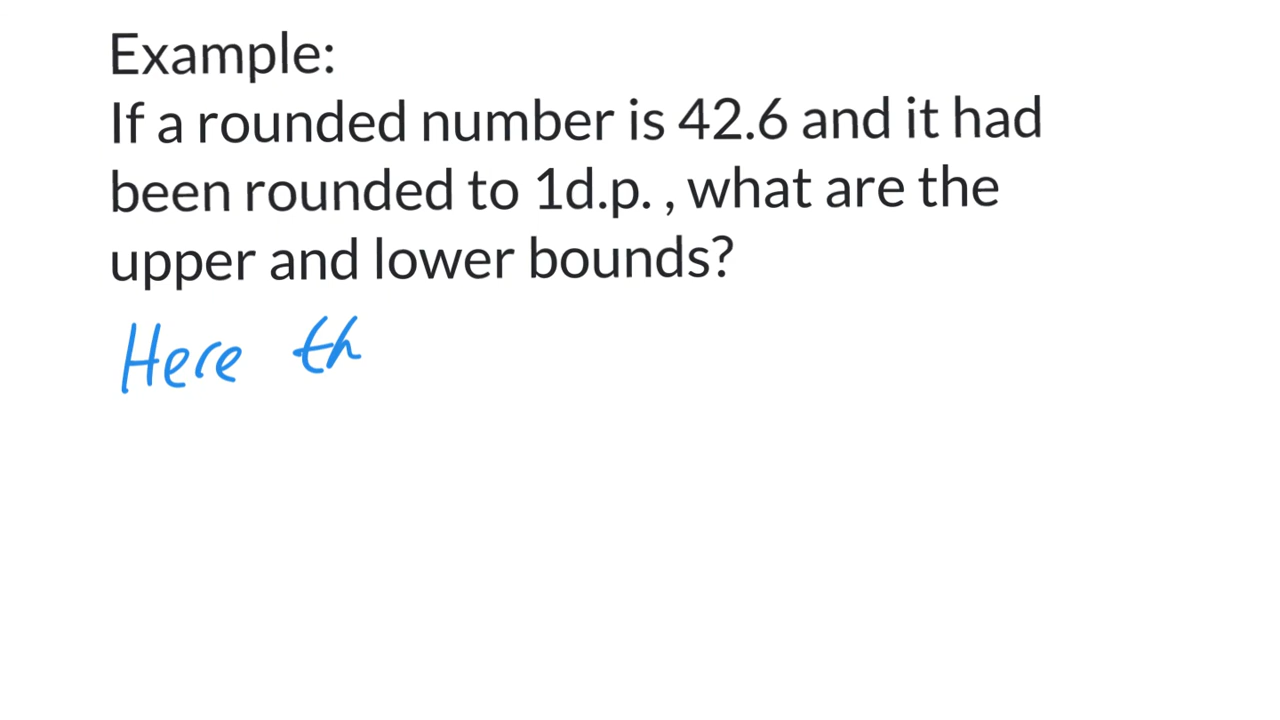 Example:
If a rounded number is 42.6 and it had
been rounded to 1d.p. , what are the
upper and lower bounds?
Here th